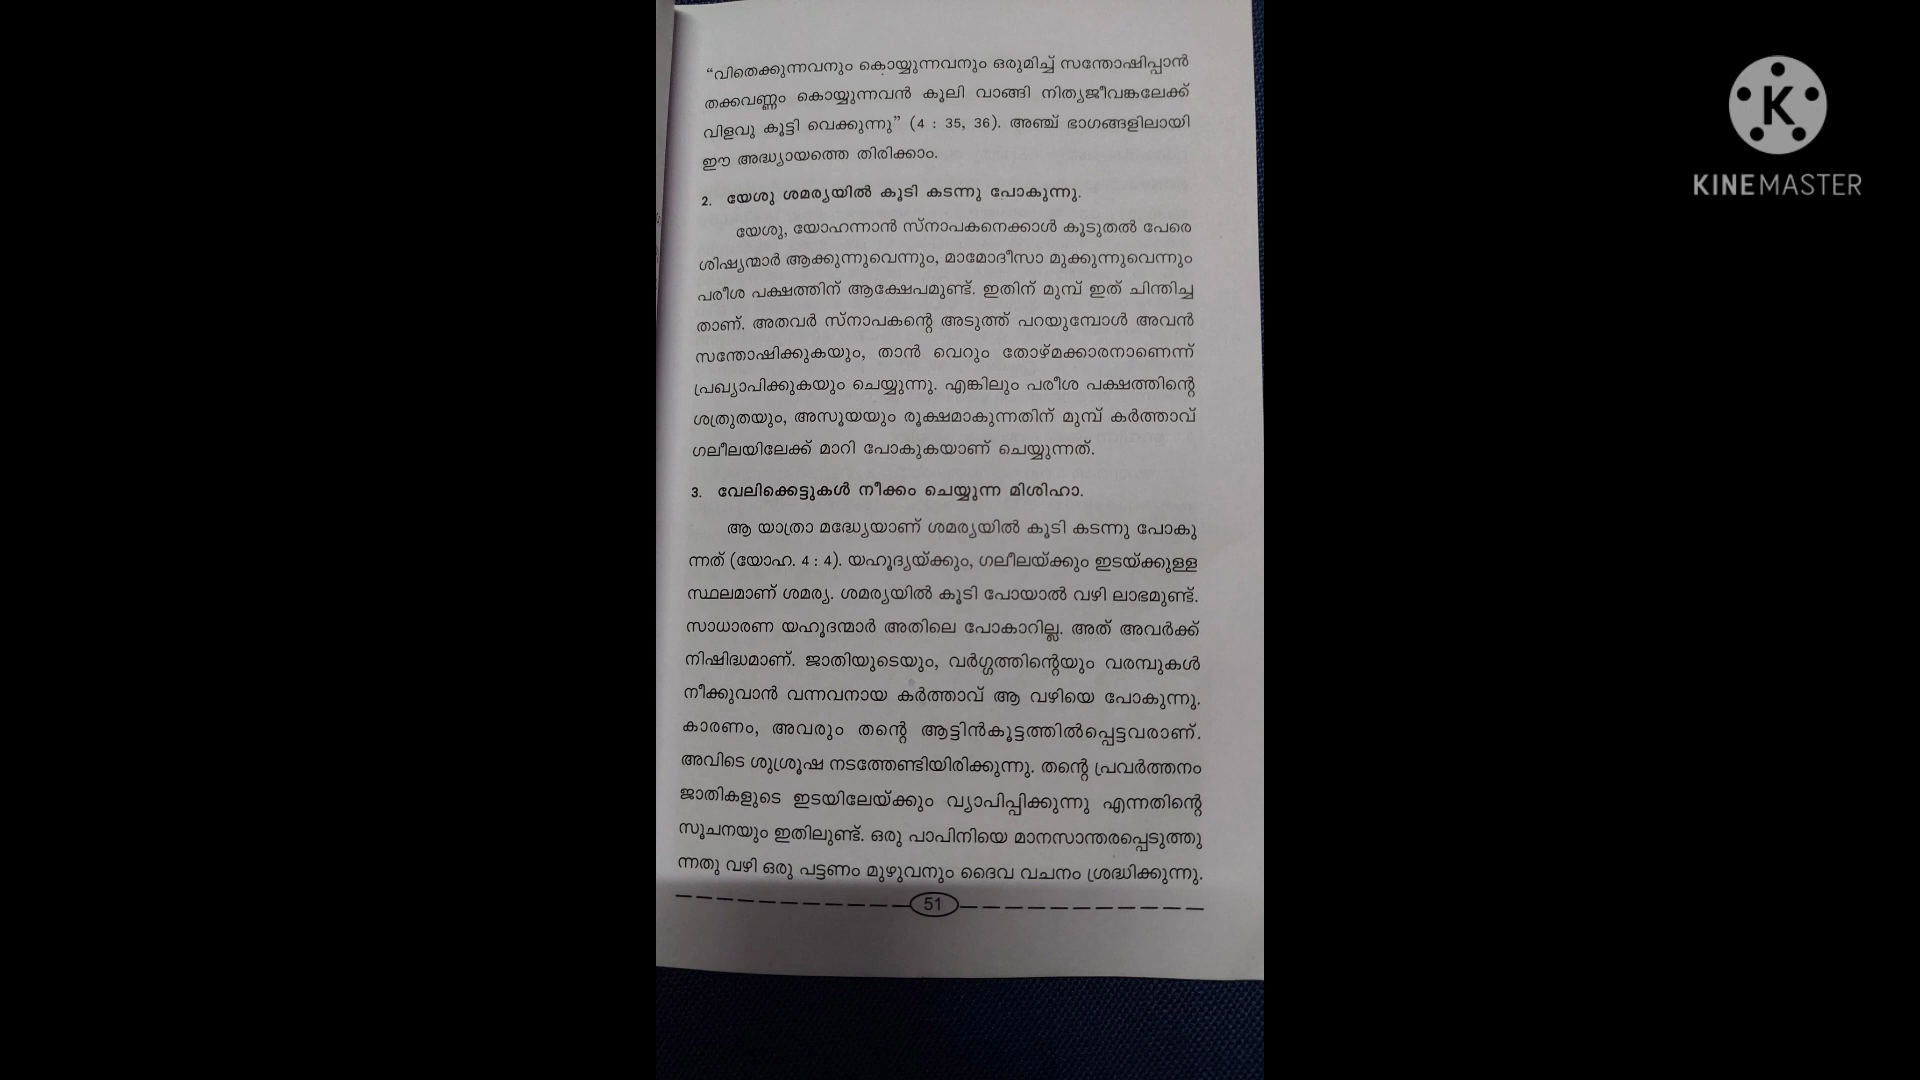 “വിതെക്കുന്നവനും കൊയ്യുന്നവനും ഒരുമിച്ച് സന്തോഷിപ്പാൻ
തക്കവണ്ണം കൊയ്യുന്നവൻ കൂലി വാങ്ങി നിത്യജീവങ്കലേക്ക്
വിളവു കൂട്ടി വെക്കുന്നു” (4 : 35, 36). അഞ്ച് ഭാഗങ്ങളിലായി
ഈ അദ്ധ്യായത്തെ തിരിക്കാം.
2. യേശു ശമര്യയിൽ കൂടി കടന്നു പോകുന്നു.
യേശു, യോഹന്നാൻ സ്നാപകനെക്കാൾ കൂടുതൽ പേരെ
ശിഷ്യന്മാർ ആക്കുന്നുവെന്നും, മാമോദീസാ മുക്കുന്നുവെന്നും
പരീശ പക്ഷത്തിന് ആക്ഷേപമുണ്ട്. ഇതിന് മുമ്പ് ഇത് ചിന്തിച്ച
താണ്. അതവർ സ്നാപകന്റെ അടുത്ത് പറയുമ്പോൾ അവൻ
സന്തോഷിക്കുകയും, താൻ വെറും തോഴ്മക്കാരനാണെന്ന്
പ്രഖ്യാപിക്കുകയും ചെയ്യുന്നു. എങ്കിലും പരീശ പക്ഷത്തിന്റെ
ശത്രുതയും, അസൂയയും രൂക്ഷമാകുന്നതിന് മുമ്പ് കർത്താവ്
ഗലീലയിലേക്ക് മാറി പോകുകയാണ് ചെയ്യുന്നത്.
3. വേലിക്കെട്ടുകൾ നീക്കം ചെയ്യുന്ന മിശിഹാ.
ആ യാത്രാ മദ്ധ്യേയാണ് ശമര്യയിൽ കൂടി കടന്നു പോകു
ന്നത് (യോഹ. 4 : 4). യഹൂദ്യയ്ക്കും, ഗലീലയ്ക്കും ഇടയ്ക്കുള്ള
സ്ഥലമാണ് ശമര്യ. ശമര്യയിൽ കൂടി പോയാൽ വഴി ലാഭമുണ്ട്.
സാധാരണ യഹൂദന്മാർ അതിലെ പോകാറില്ല. അത് അവർക്ക്
നിഷിദ്ധമാണ്. ജാതിയുടെയും, വർഗ്ഗത്തിന്റെയും വരമ്പുകൾ
നീക്കുവാൻ വന്നവനായ കർത്താവ് ആ വഴിയെ പോകുന്നു.
കാരണം, അവരും തന്റെ ആട്ടിൻകൂട്ടത്തിൽപ്പെട്ടവരാണ്.
അവിടെ ശുശ്രൂഷ നടത്തേണ്ടിയിരിക്കുന്നു. തന്റെ പ്രവർത്തനം
ജാതികളുടെ ഇടയിലേയ്ക്കും വ്യാപിപ്പിക്കുന്നു എന്നതിന്റെ
സൂചനയും ഇതിലുണ്ട്. ഒരു പാപിനിയെ മാനസാന്തരപ്പെടുത്തു
ന്നതു വഴി ഒരു പട്ടണം മുഴുവനും ദൈവ വചനം ശ്രദ്ധിക്കുന്നു.
51
K
KINEMASTER